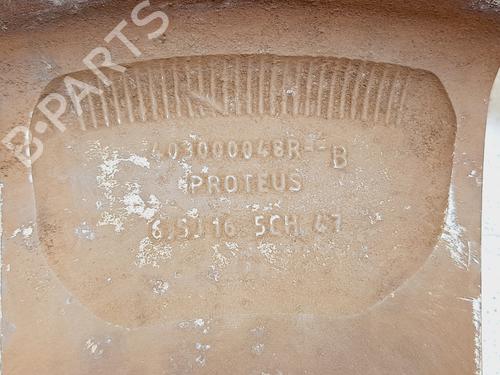 B-PARTS
403000048R--B
PROTEUS
6.5J16 5CH 47